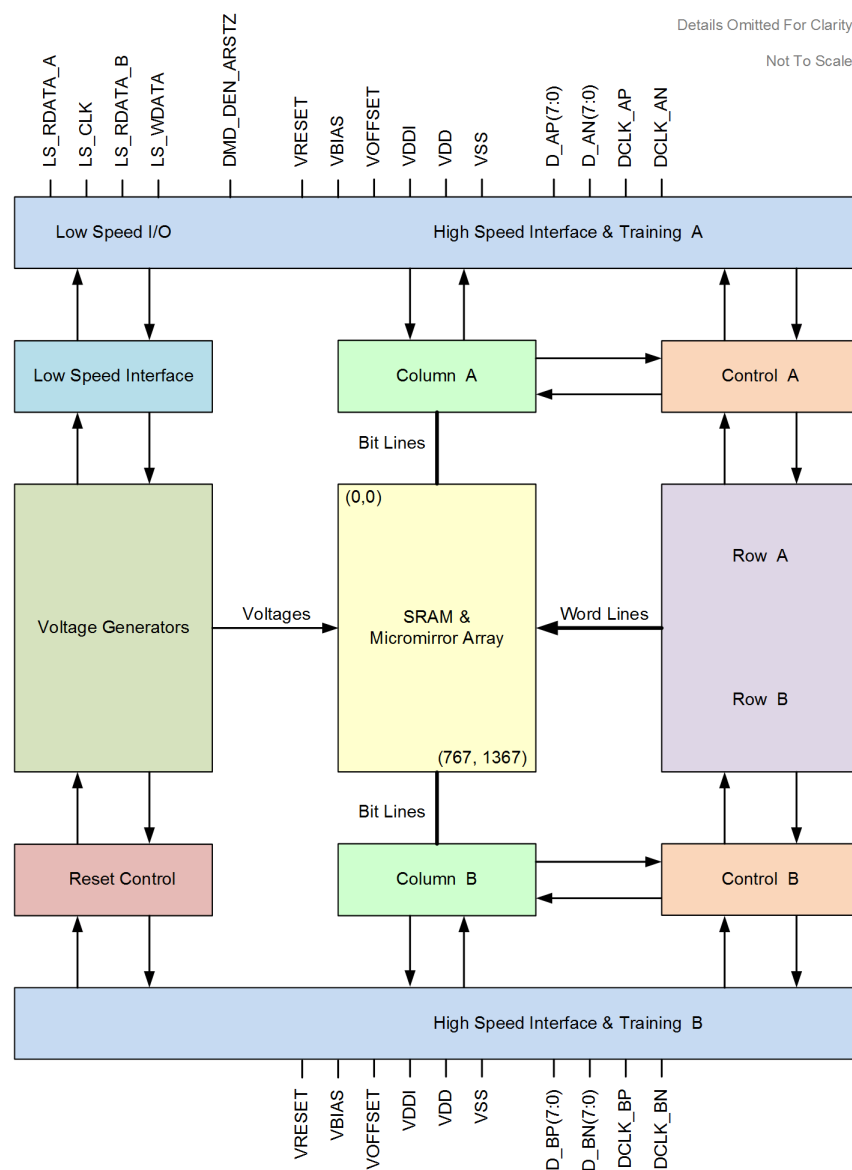 Details Omitted For Clarity
Not To Scale
LS_RDATA_A
LS_CLK
LS_RDATA_B
LS_WDATA
DMD_DEN_ARSTZ
VRESET
VBIAS
VOFFSET
VDDI
VDD
VSS
D_AP(7:0)
D_AN(7:0)
DCLK_AP
DCLK_AN
Low Speed I/O
High Speed Interface & Training A
Low Speed Interface
Column A
Control A
Bit Lines
(0,0)
Row A
Voltage Generators
Voltages
SRAM &
Micromirror Array
Word Lines
Row B
(767, 1367)
Bit Lines
Reset Control
Column B
Control B
High Speed Interface & Training B
VRESET
VBIAS
VOFFSET
VDDI
VDD
VSS
D_BP(7:0)
D_BN(7:0)
DCLK_BP
DCLK_BN